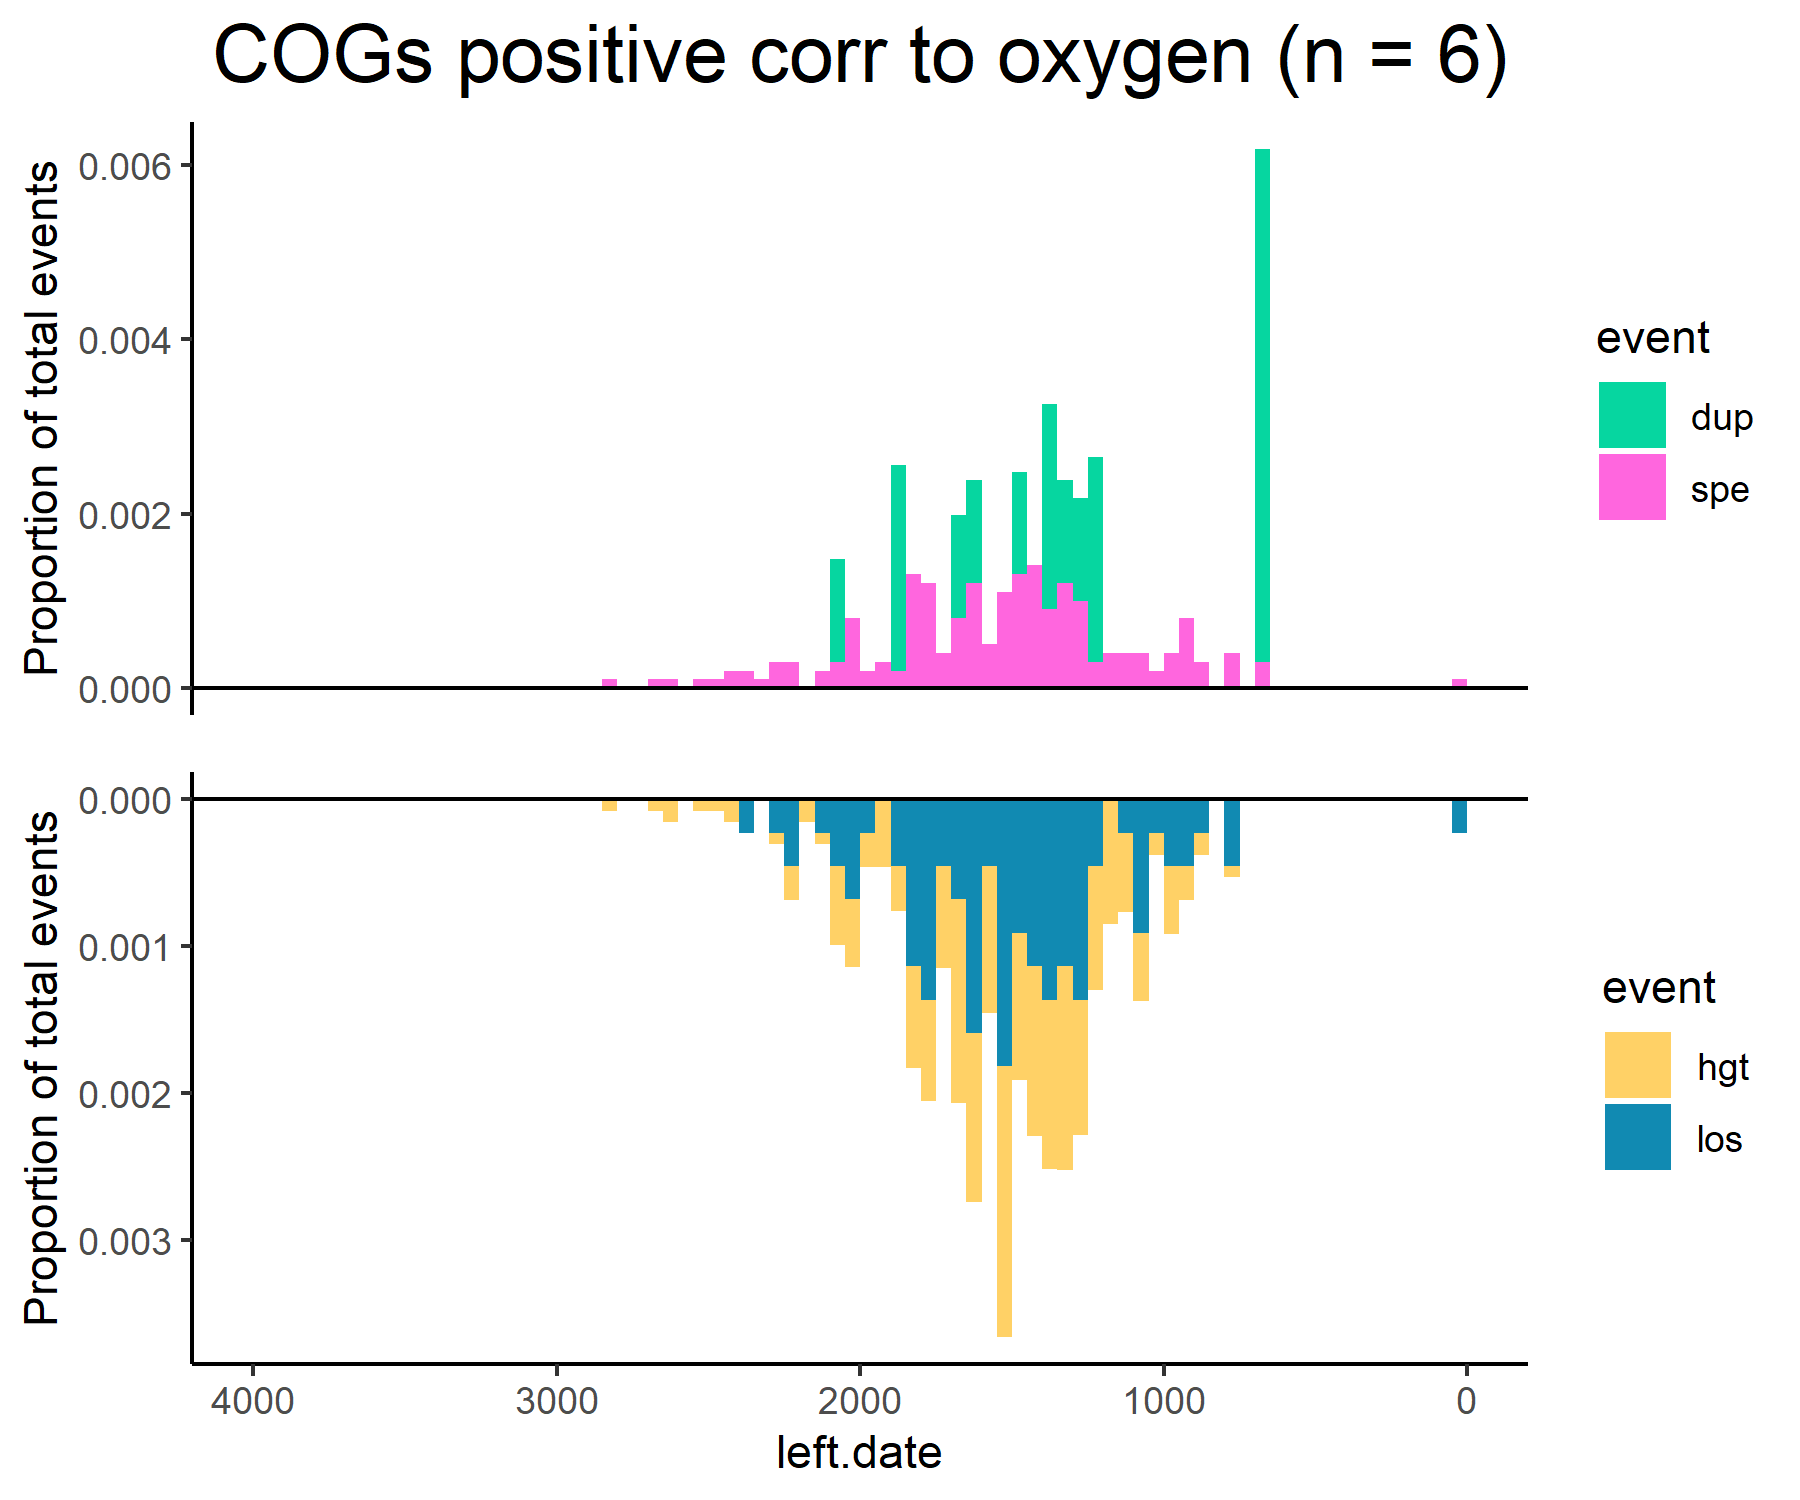 COGs positive corr to oxygen (n = 6)
Proportion of total events
0.006
0.004
0.002
0.000
event
dup
spe
Proportion of total events
0.000
0.001
0.002
0.003
event
hgt
los
4000 3000 2000 1000 0
left.date